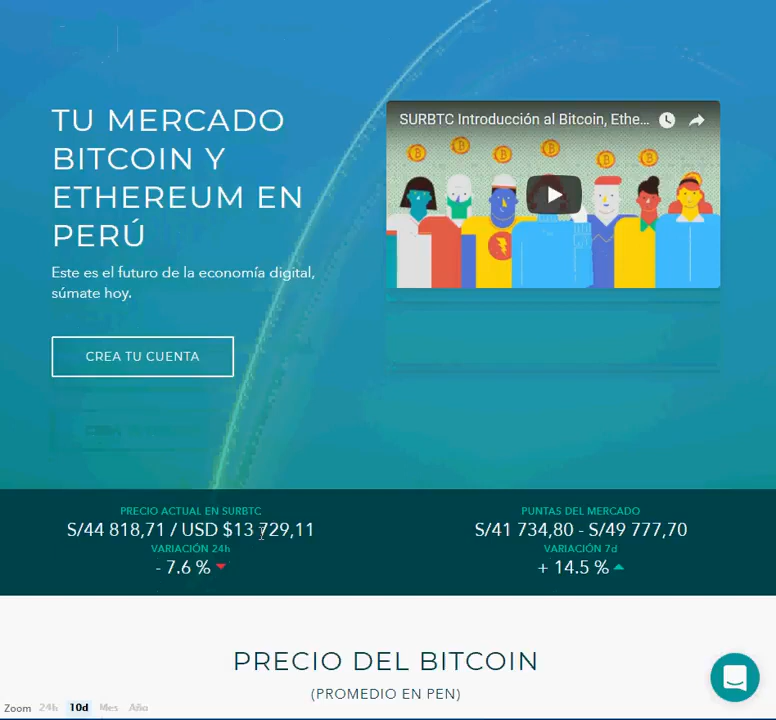 TU MERCADO
BITCOIN Y
ETHEREUM EN
PERÚ
Este es el futuro de la economía digital,
súmate hoy.
CREA TU CUENTA
SURBTC Introducción al Bitcoin, Ethe...
PRECIO ACTUAL EN SURBTC
S/44 818,71 / USD $13 729,11
VARIACIÓN 24h
- 7.6 %
PUNTAS DEL MERCADO
S/41 734,80 - S/49 777,70
VARIACIÓN 7d
+ 14.5 %
PRECIO DEL BITCOIN
(PROMEDIO EN PEN)
Zoom 24h 10d Mes Año